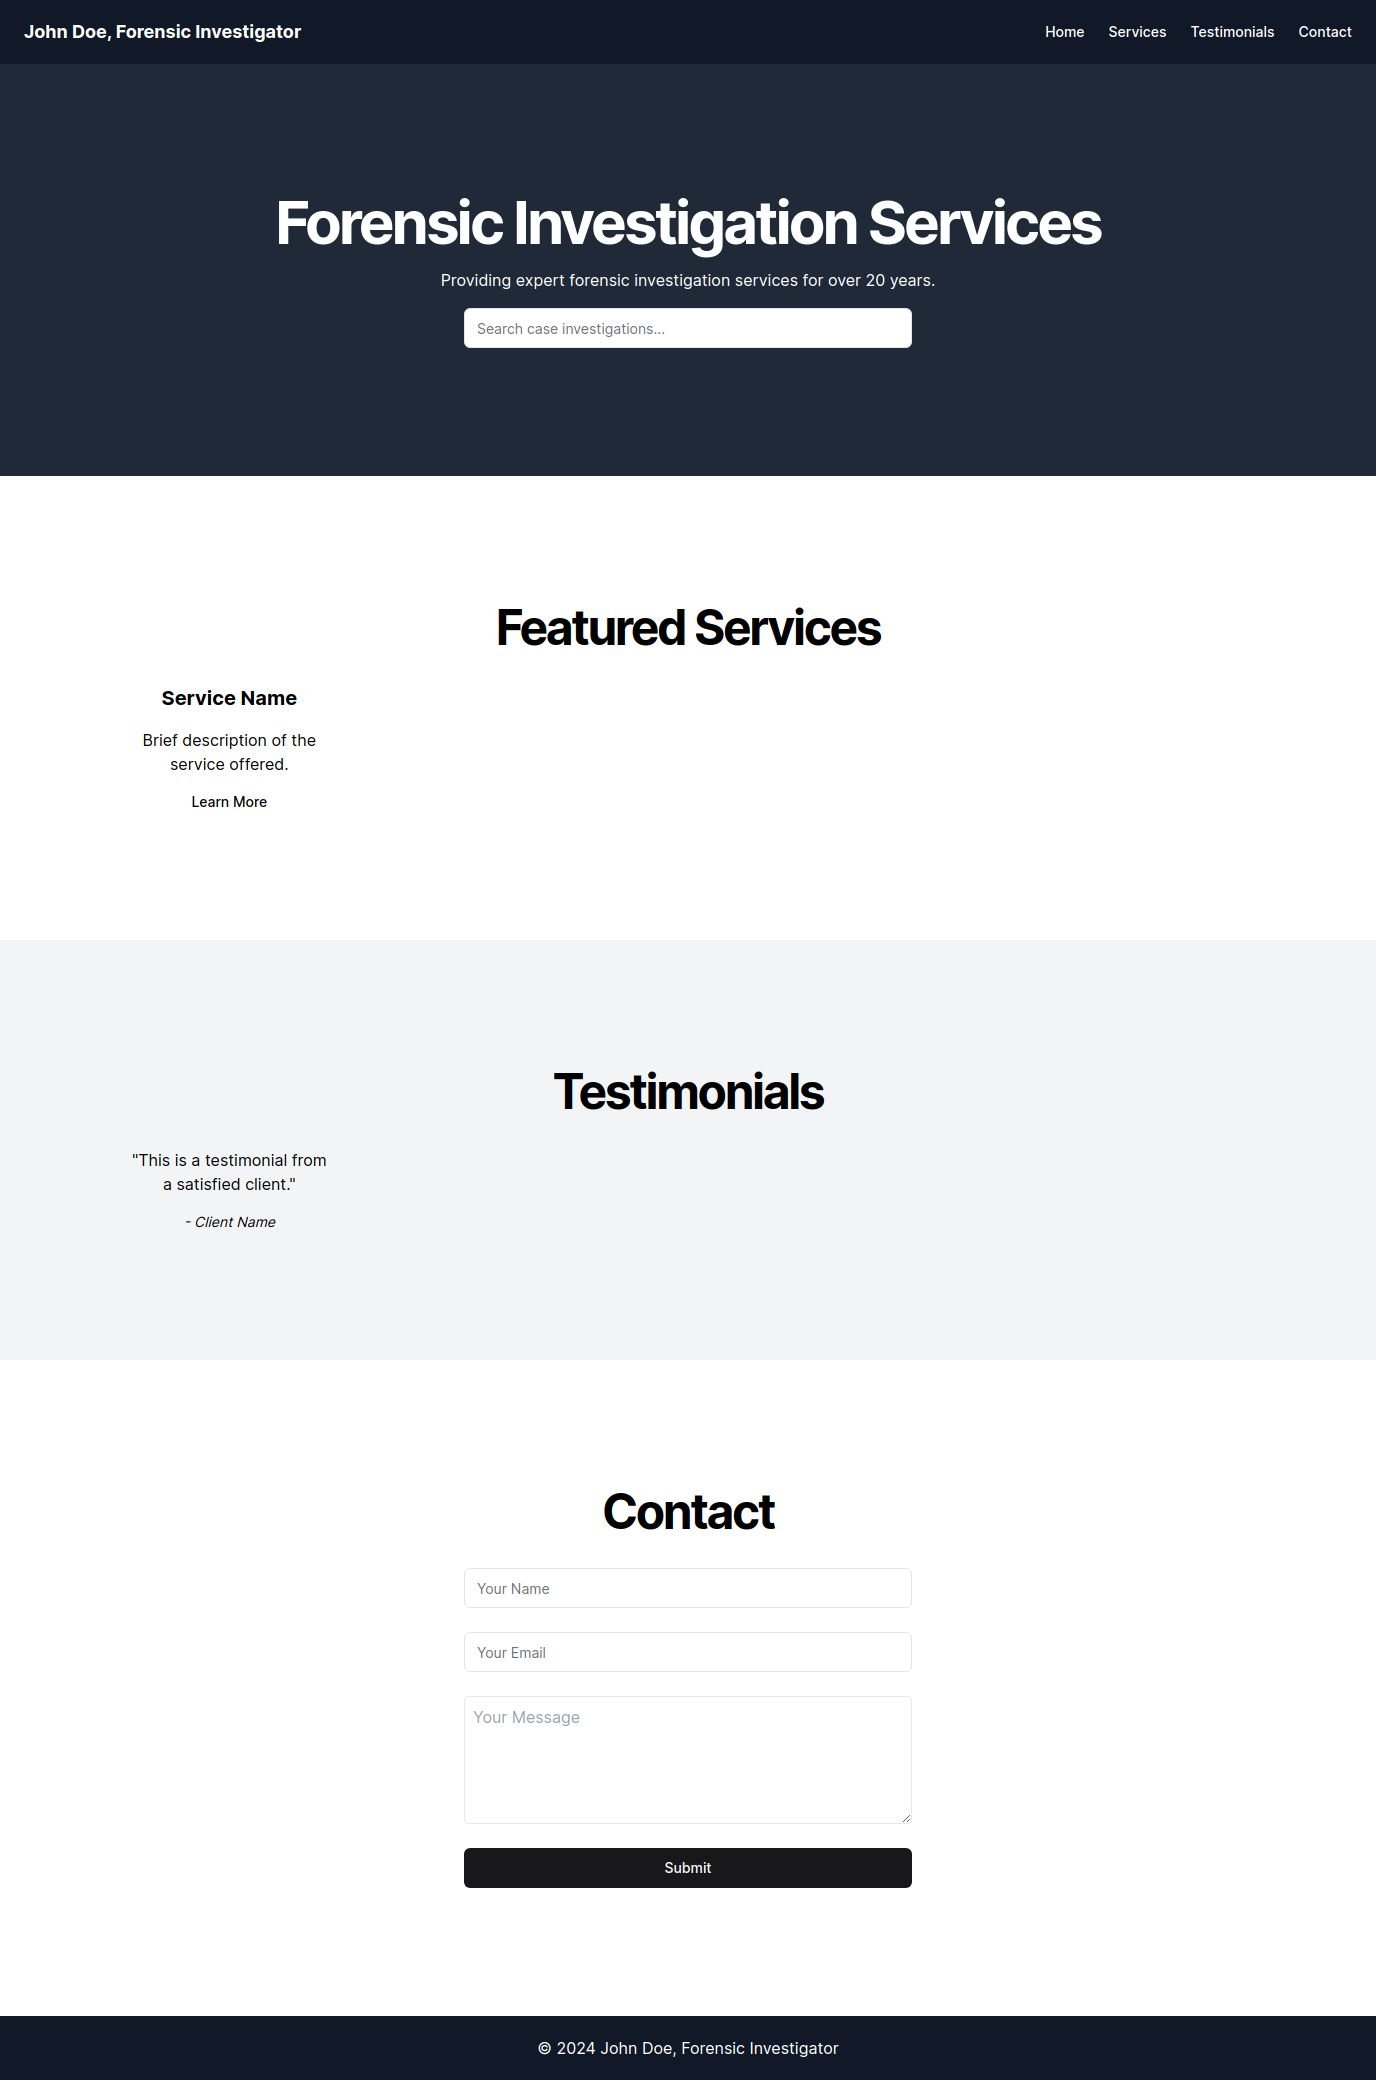 John Doe, Forensic Investigator
Home Services Testimonials Contact
Forensic Investigation Services
Providing expert forensic investigation services for over 20 years.
Search case investigations...
Featured Services
Service Name
Brief description of the
service offered.
Learn More
Testimonials
"This is a testimonial from
a satisfied client."
- Client Name
Contact
Your Name
Your Email
Your Message
Submit
© 2024 John Doe, Forensic Investigator